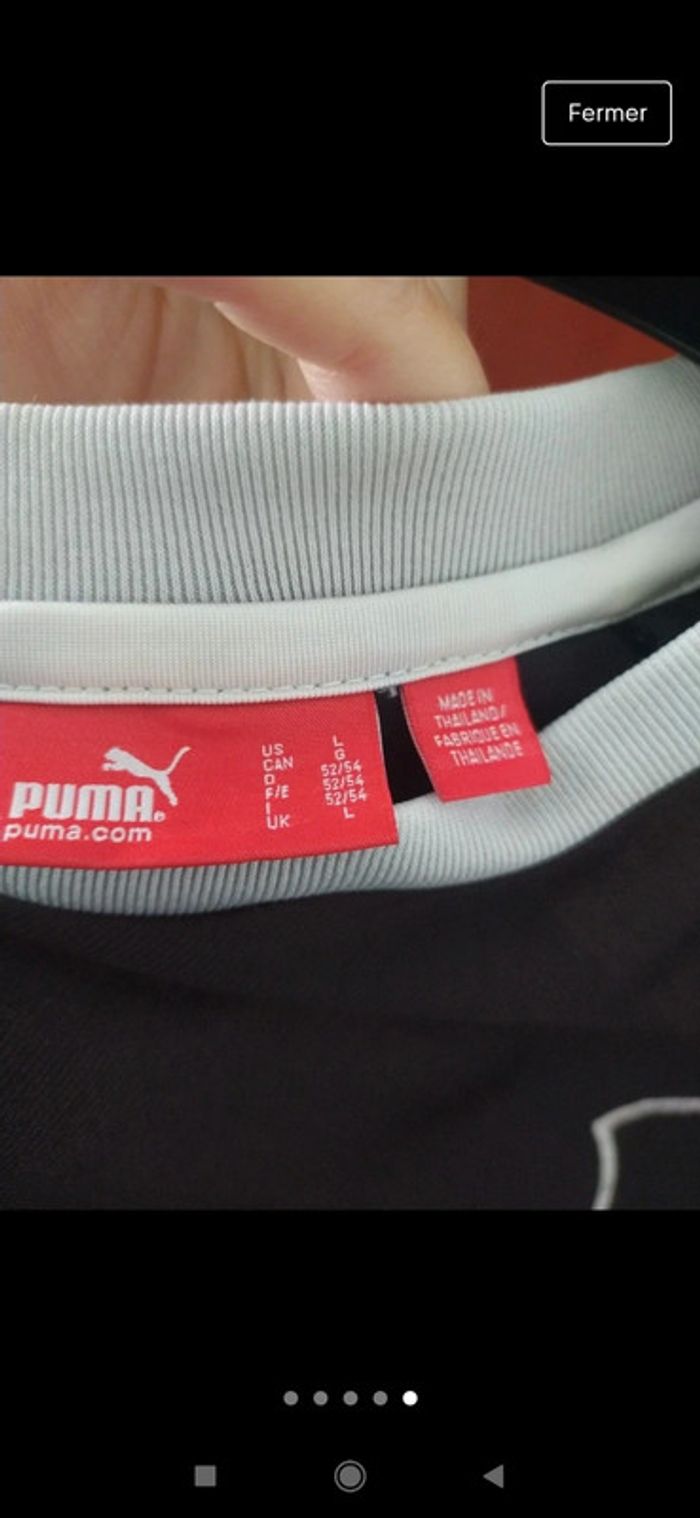 Fermer
PUMA®
puma.com
US L
CAN G
D 52/54
F/E 52/54
I 52/54
UK L
MADE IN
THAILAND/
FABRIQUE EN
THAILANDE